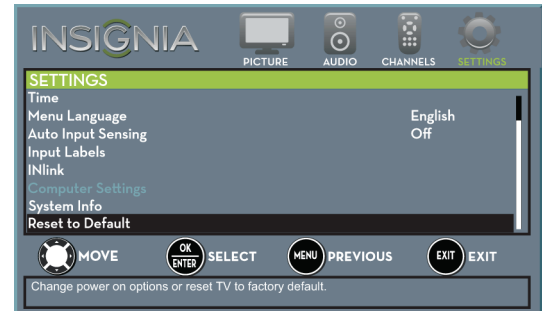 INSIGNIA
PICTURE AUDIO CHANNELS SETTINGS
SETTINGS
Time
Menu Language English
Auto Input Sensing Off
Input Labels
INlink
Computer Settings
System Info
Reset to Default
MOVE OK ENTER SELECT MENU PREVIOUS EXIT EXIT
Change power on options or reset TV to factory default.